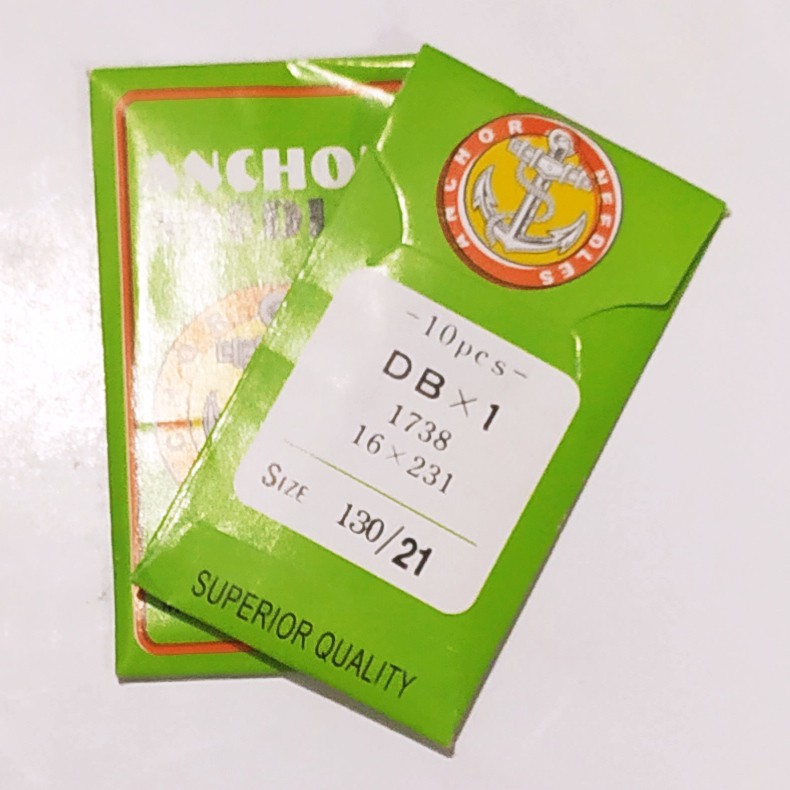 ANCHOR NEEDLES
-10pcs-
DB×1
1738
16×231
SIZE 130/21
SUPERIOR QUALITY